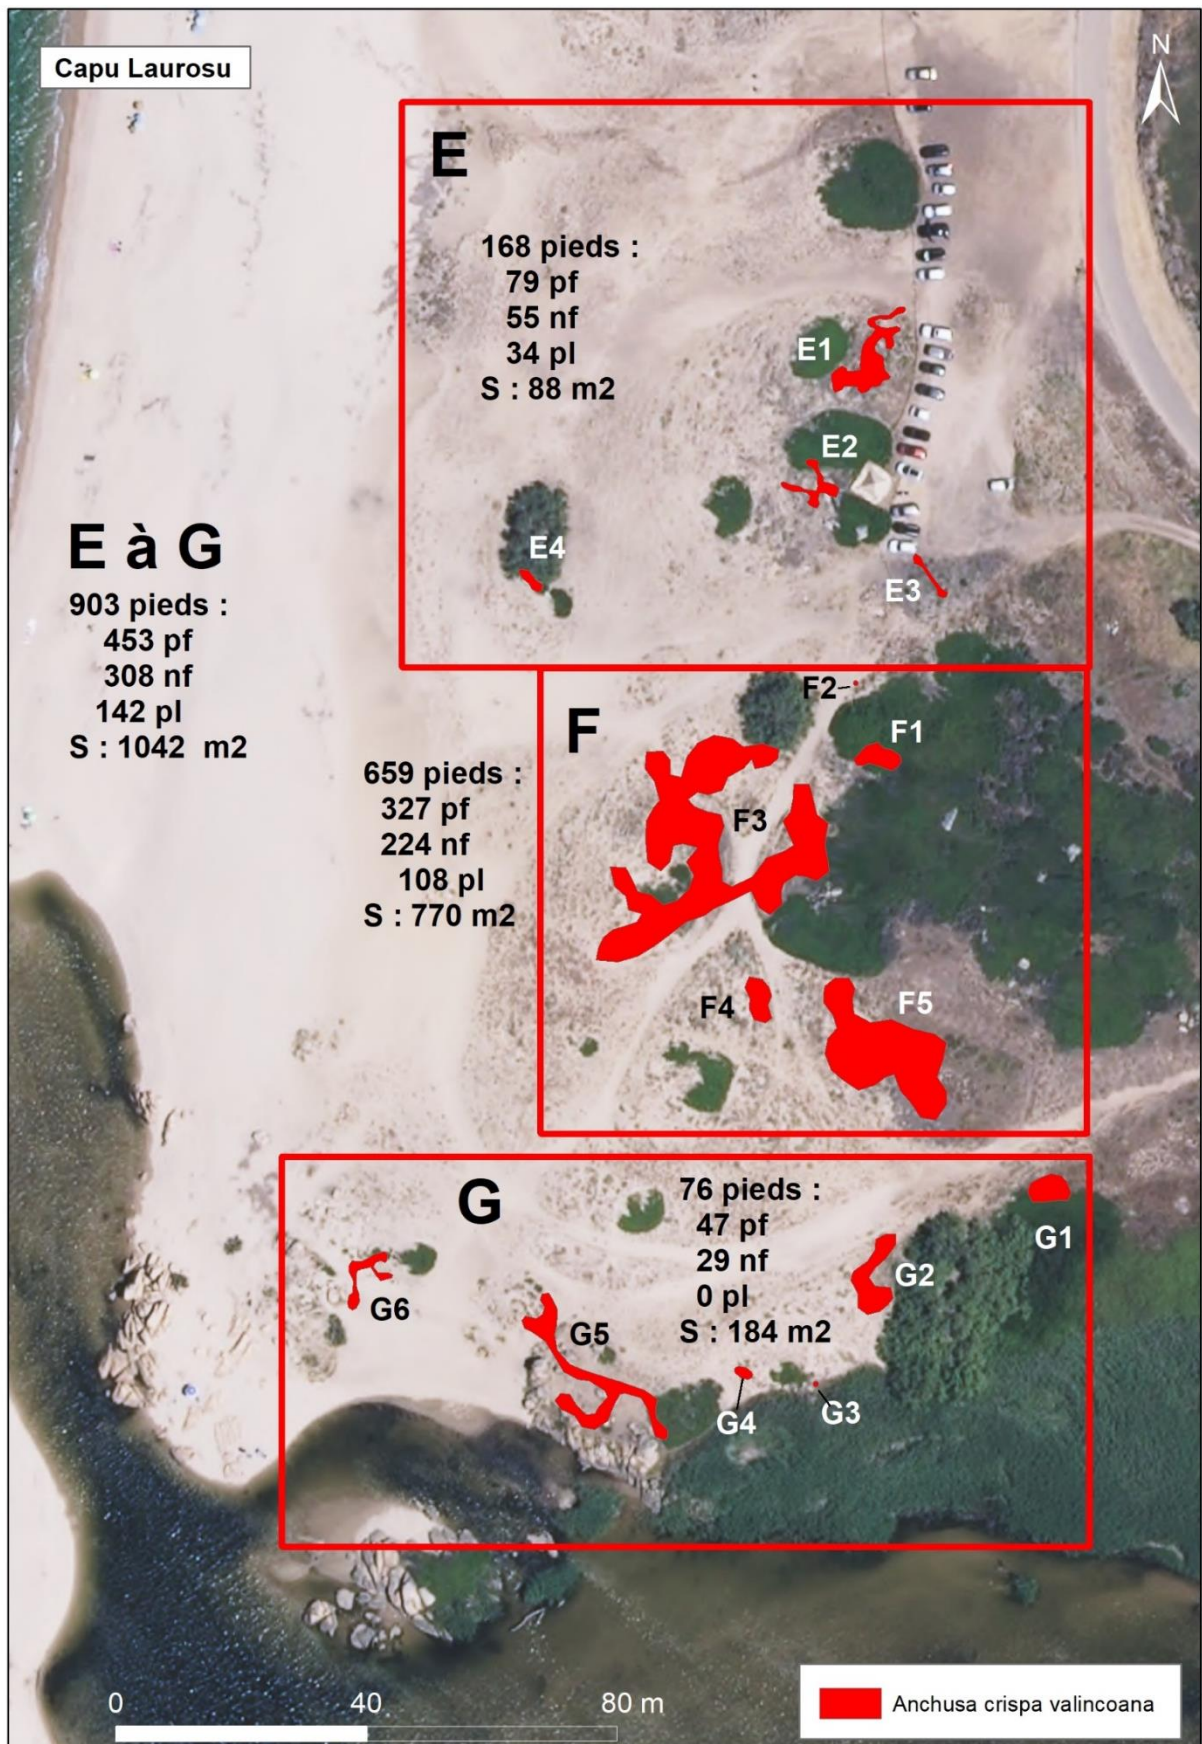 Capu Laurosu
N
E
168 pieds :
79 pf
55 nf
34 pl
S : 88 m2
E1
E2
E4
E3
E à G
903 pieds :
453 pf
308 nf
142 pl
S : 1042 m2
F2
F
F1
659 pieds :
327 pf
224 nf
108 pl
S : 770 m2
F3
F4
F5
G
76 pieds :
47 pf
29 nf
0 pl
S : 184 m2
G1
G2
G6
G5
G4
G3
0 40 80 m
Anchusa crispa valincoana